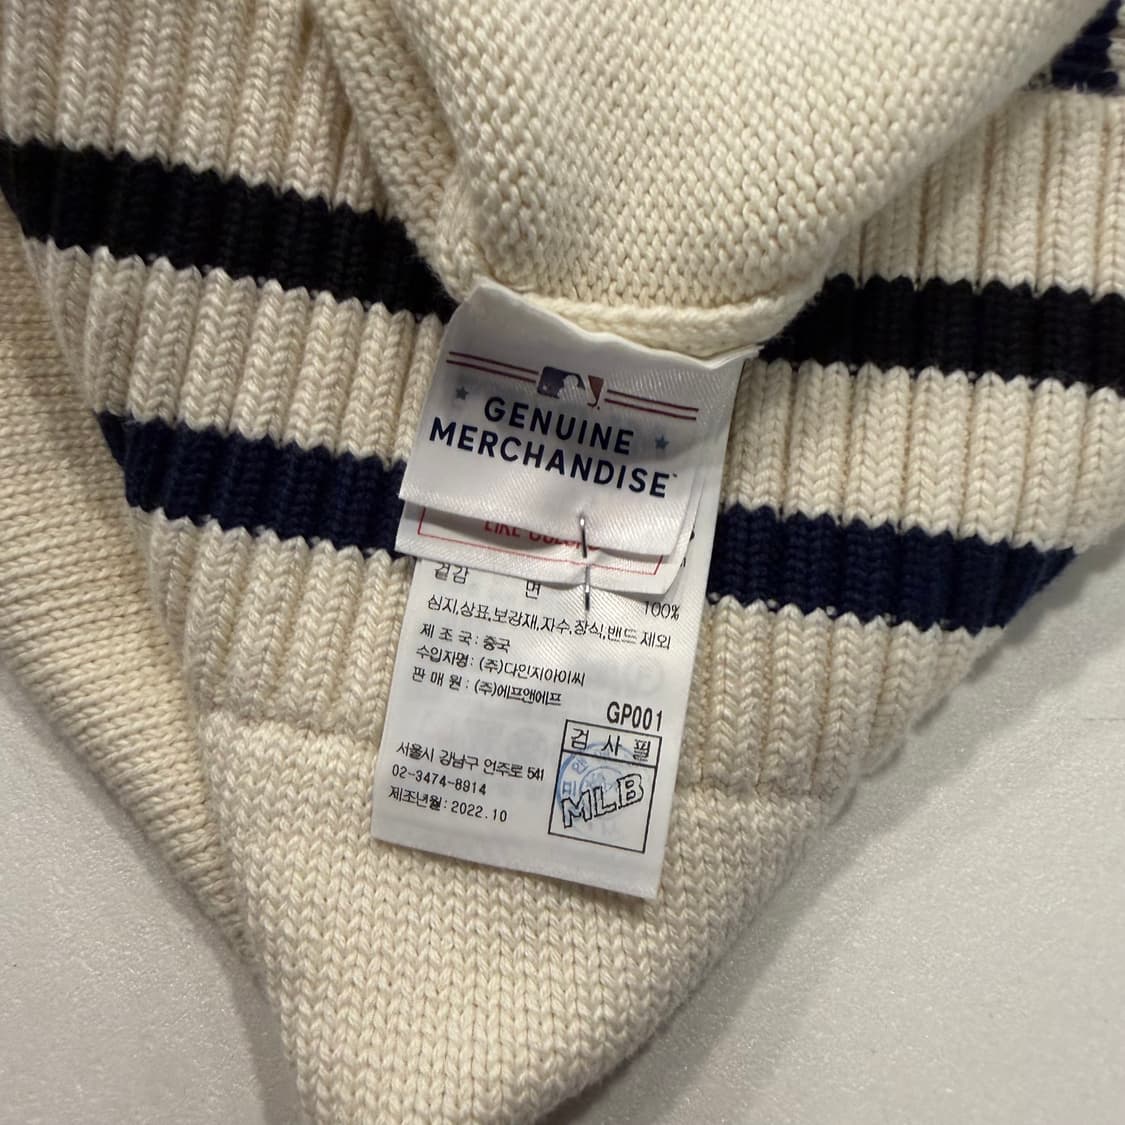 GENUINE
MERCHANDISE™
LIKE COLORS
겉감 면 100%
심지,상표,보강재,자수,장식,밴드 제외
제 조 국 : 중국
수입자명 : (주)다인지아이씨
판 매 원 : (주)에프앤에프
GP001
검 사 필
MLB
서울시 강남구 언주로 541
02-3474-8914
제조년월 : 2022.10